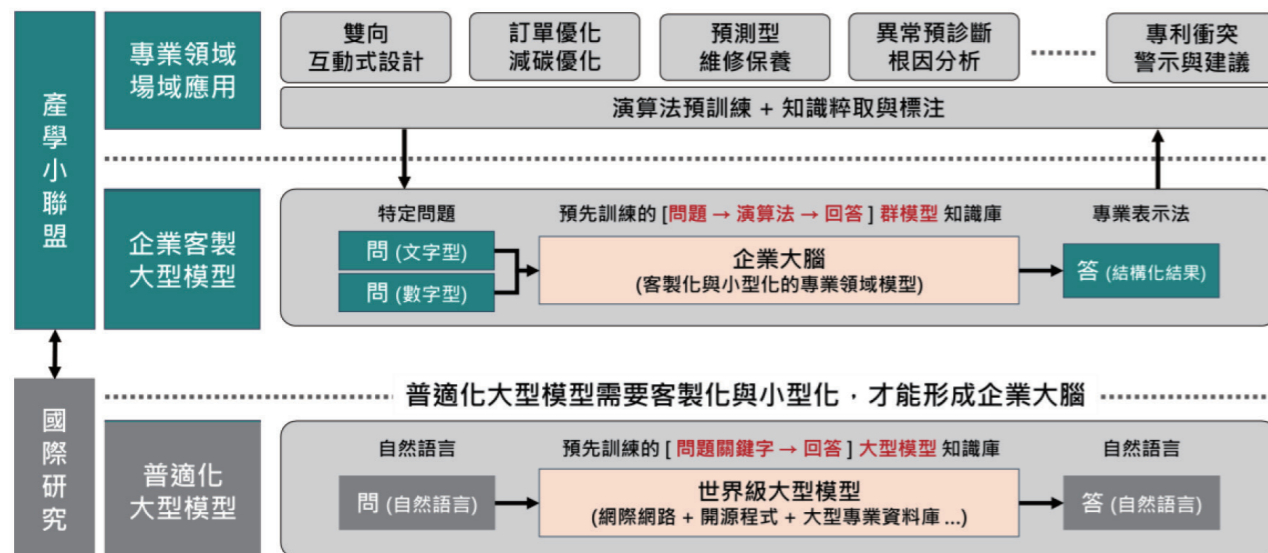 產學小聯盟
專業領域
場域應用
雙向
互動式設計
訂單優化
減碳優化
預測型
維修保養
異常預診斷
根因分析
專利衝突
警示與建議
演算法預訓練 + 知識粹取與標注
企業客製
大型模型
特定問題
預先訓練的 [問題 → 演算法 → 回答] 群模型 知識庫
專業表示法
問 (文字型)
問 (數字型)
企業大腦
(客製化與小型化的專業領域模型)
答 (結構化結果)
普適化大型模型需要客製化與小型化，才能形成企業大腦
國際研究
普適化
大型模型
自然語言
預先訓練的 [ 問題關鍵字 → 回答 ] 大型模型 知識庫
自然語言
問 (自然語言)
世界級大型模型
(網際網路 + 開源程式 + 大型專業資料庫 ...)
答 (自然語言)